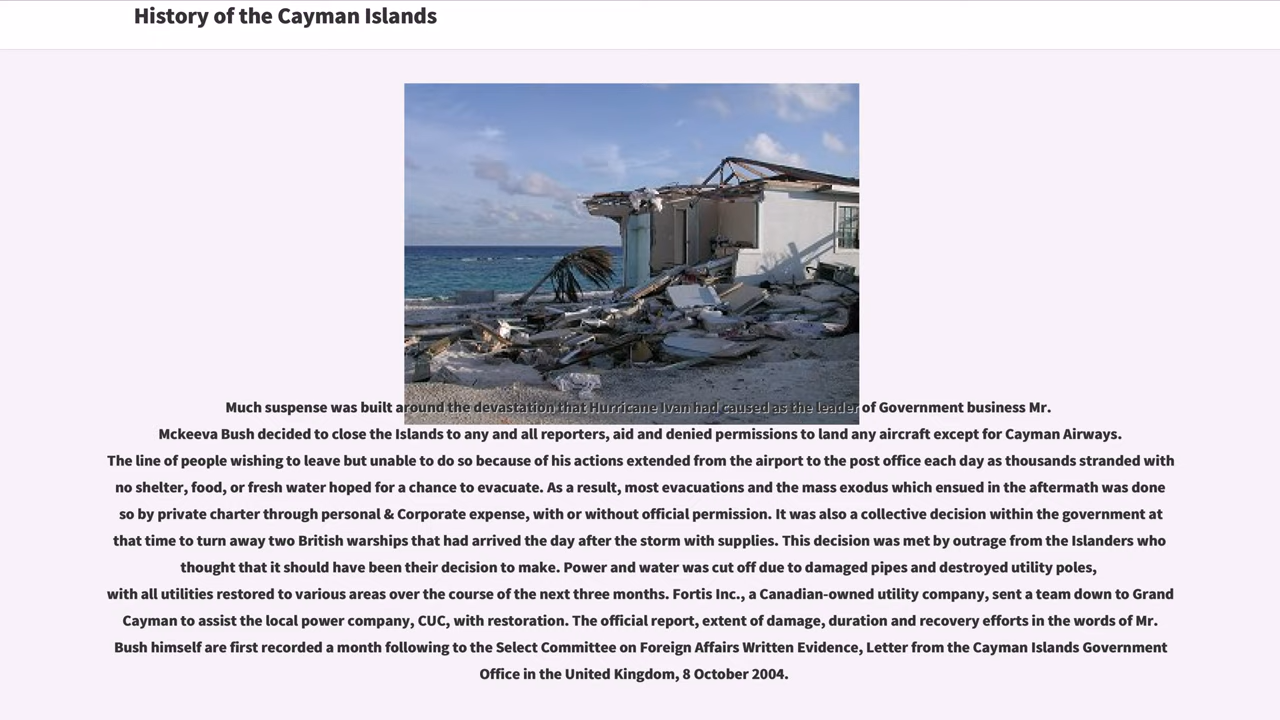 History of the Cayman Islands
Much suspense was built around the devastation that Hurricane Ivan had caused as the leader of Government business Mr.
Mckeeva Bush decided to close the Islands to any and all reporters, aid and denied permissions to land any aircraft except for Cayman Airways.
The line of people wishing to leave but unable to do so because of his actions extended from the airport to the post office each day as thousands stranded with
no shelter, food, or fresh water hoped for a chance to evacuate. As a result, most evacuations and the mass exodus which ensued in the aftermath was done
so by private charter through personal & Corporate expense, with or without official permission. It was also a collective decision within the government at
that time to turn away two British warships that had arrived the day after the storm with supplies. This decision was met by outrage from the Islanders who
thought that it should have been their decision to make. Power and water was cut off due to damaged pipes and destroyed utility poles,
with all utilities restored to various areas over the course of the next three months. Fortis Inc., a Canadian-owned utility company, sent a team down to Grand
Cayman to assist the local power company, CUC, with restoration. The official report, extent of damage, duration and recovery efforts in the words of Mr.
Bush himself are first recorded a month following to the Select Committee on Foreign Affairs Written Evidence, Letter from the Cayman Islands Government
Office in the United Kingdom, 8 October 2004.